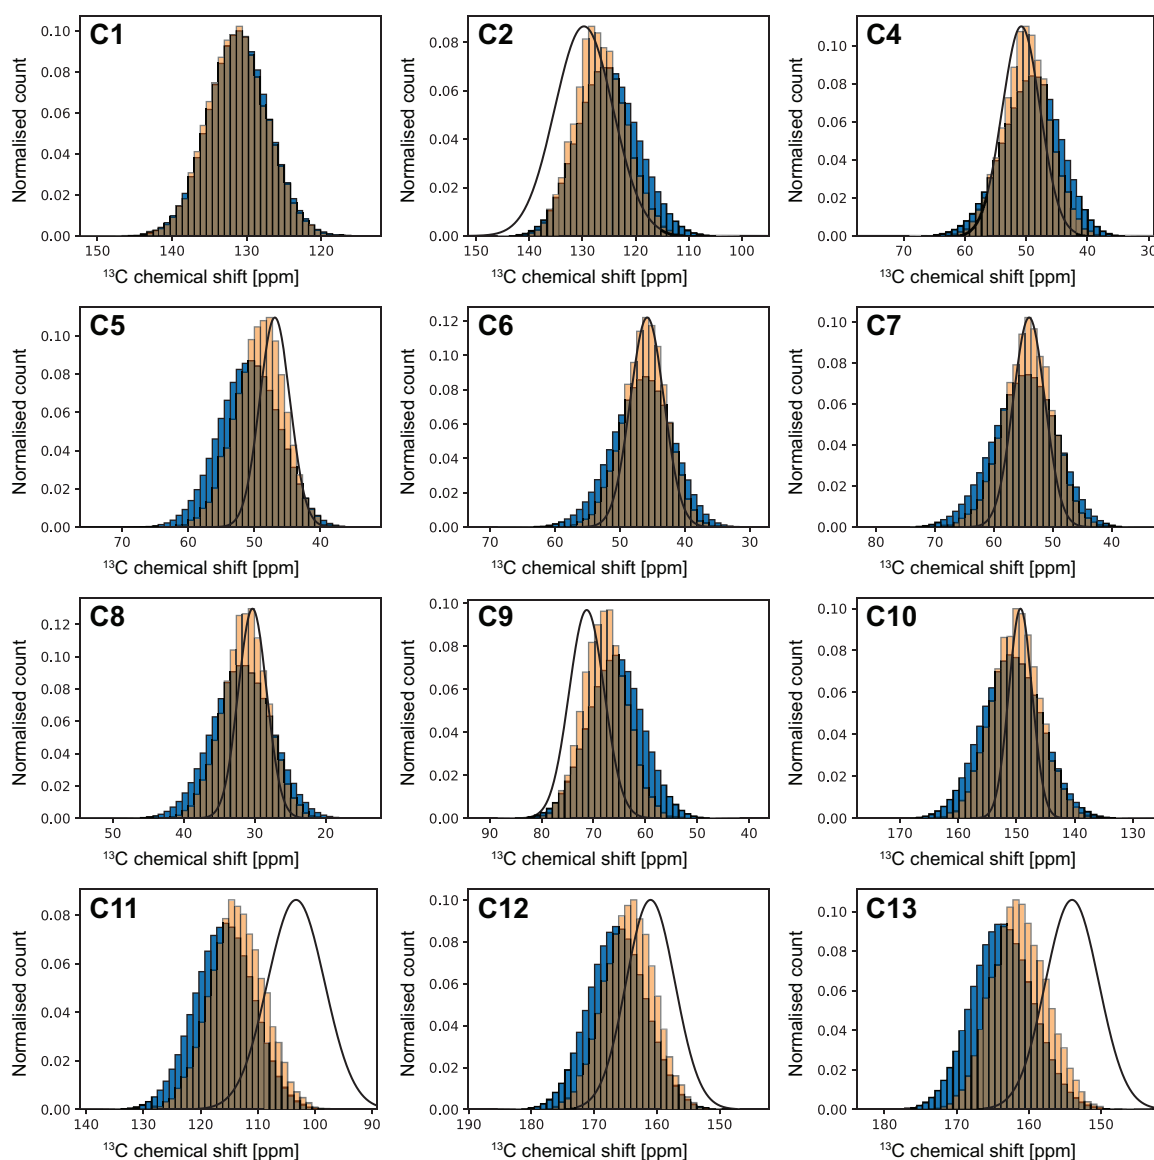 C1
Normalised count
0.10
0.08
0.06
0.04
0.02
0.00
150 140 130 120
¹³C chemical shift [ppm]
C2
Normalised count
0.08
0.06
0.04
0.02
0.00
150 140 130 120 110 100
¹³C chemical shift [ppm]
C4
Normalised count
0.10
0.08
0.06
0.04
0.02
0.00
70 60 50 40 30
¹³C chemical shift [ppm]
C5
Normalised count
0.10
0.08
0.06
0.04
0.02
0.00
70 60 50 40
¹³C chemical shift [ppm]
C6
Normalised count
0.12
0.10
0.08
0.06
0.04
0.02
0.00
70 60 50 40 30
¹³C chemical shift [ppm]
C7
Normalised count
0.10
0.08
0.06
0.04
0.02
0.00
80 70 60 50 40
¹³C chemical shift [ppm]
C8
Normalised count
0.12
0.10
0.08
0.06
0.04
0.02
0.00
50 40 30 20
¹³C chemical shift [ppm]
C9
Normalised count
0.10
0.08
0.06
0.04
0.02
0.00
90 80 70 60 50 40
¹³C chemical shift [ppm]
C10
Normalised count
0.10
0.08
0.06
0.04
0.02
0.00
170 160 150 140 130
¹³C chemical shift [ppm]
C11
Normalised count
0.08
0.06
0.04
0.02
0.00
140 130 120 110 100 90
¹³C chemical shift [ppm]
C12
Normalised count
0.10
0.08
0.06
0.04
0.02
0.00
190 180 170 160 150
¹³C chemical shift [ppm]
C13
Normalised count
0.10
0.08
0.06
0.04
0.02
0.00
180 170 160 150
¹³C chemical shift [ppm]